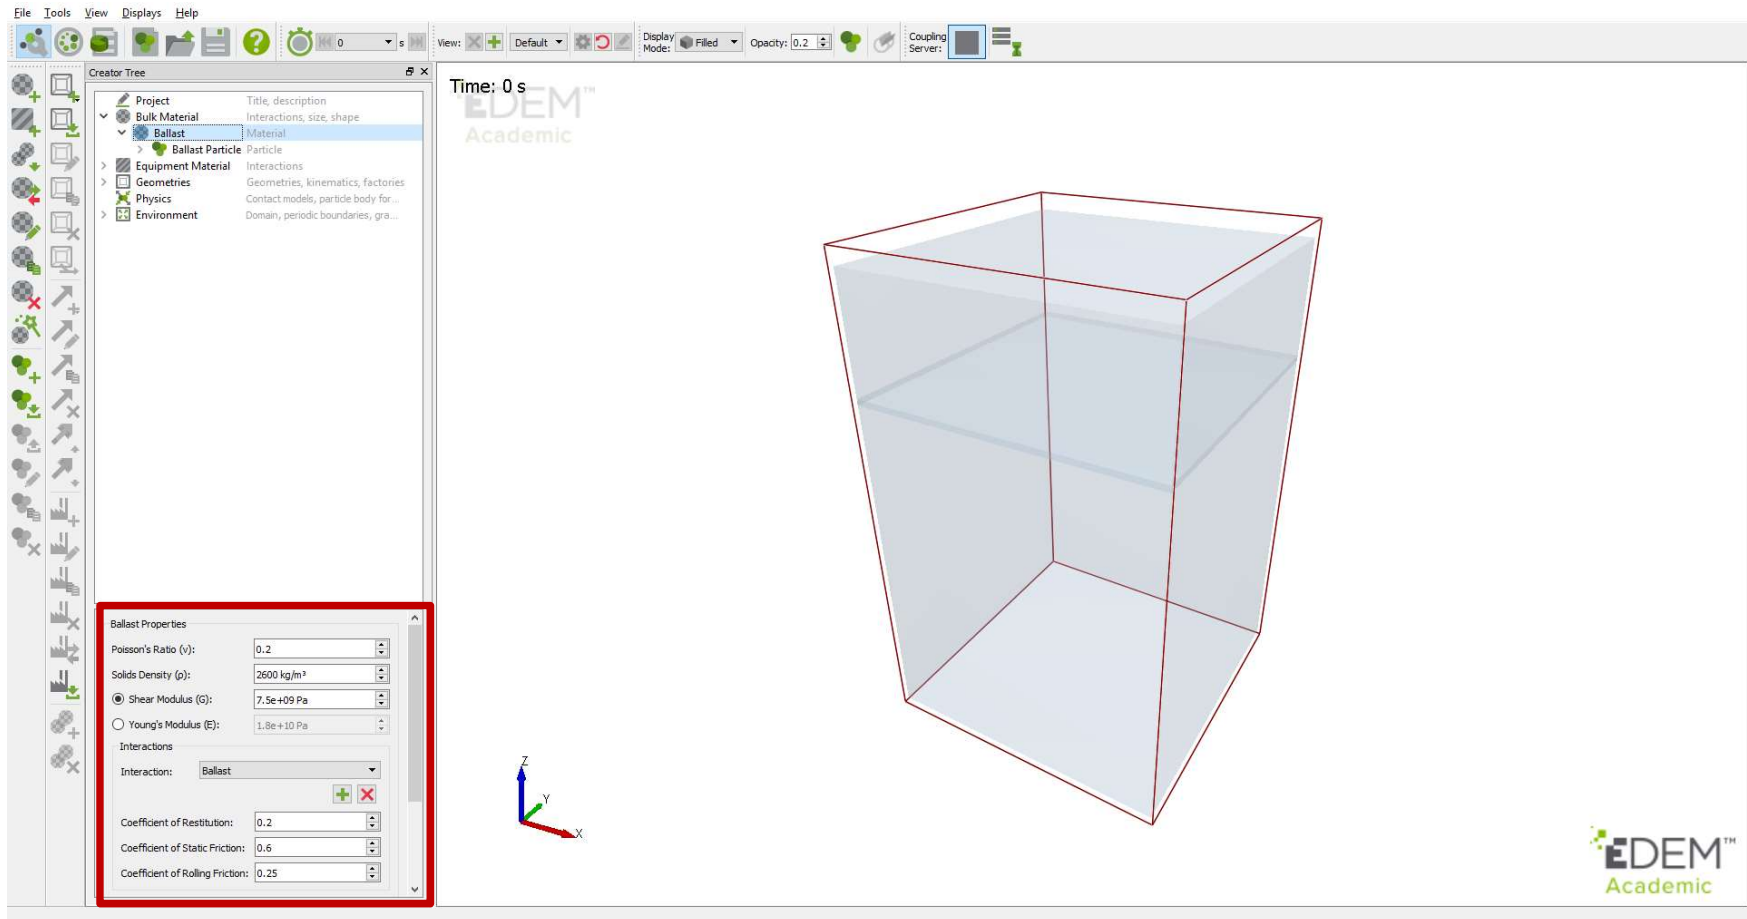 File Tools View Displays Help
0 s View: Default Display Mode: Filled Opacity: 0.2 Coupling Server:
Creator Tree
Project Title, description
Bulk Material Interactions, size, shape
Ballast Material
Ballast Particle Particle
Equipment Material Interactions
Geometries Geometries, kinematics, factories
Physics Contact models, particle body for...
Environment Domain, periodic boundaries, gra...
Ballast Properties
Poisson's Ratio (ν): 0.2
Solids Density (ρ): 2600 kg/m³
Shear Modulus (G): 7.5e+09 Pa
Young's Modulus (E): 1.8e+10 Pa
Interactions
Interaction: Ballast
Coefficient of Restitution: 0.2
Coefficient of Static Friction: 0.6
Coefficient of Rolling Friction: 0.25
Time: 0 s
EDEM™
Academic
Z
Y
X
EDEM™
Academic